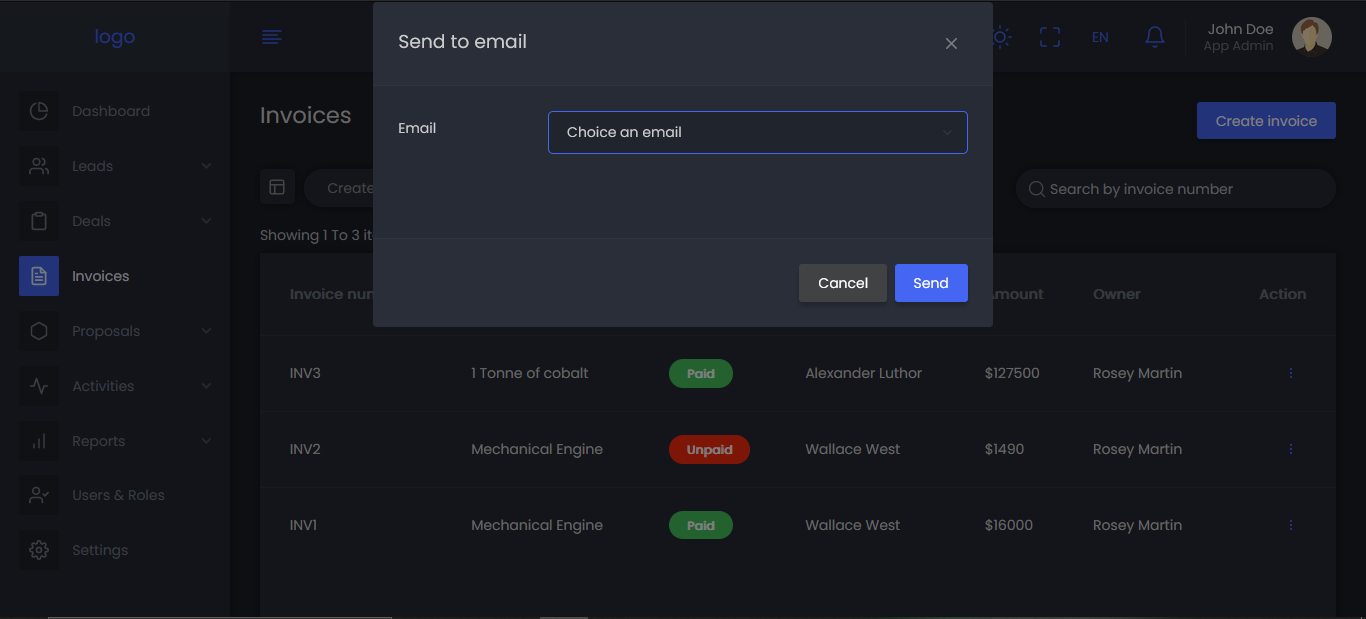 logo
Send to email
EN
John Doe
App Admin
Dashboard
Invoices
Email
Choice an email
Create invoice
Leads
Create
Search by invoice number
Deals
Showing 1 To 3
Invoices
Cancel
Send
Invoice
Owner
Action
Proposals
INV3
1 Tonne of cobalt
Paid
Alexander Luthor
$127500
Rosey Martin
Activities
Reports
INV2
Mechanical Engine
Unpaid
Wallace West
$1490
Rosey Martin
Users & Roles
INV1
Mechanical Engine
Paid
Wallace West
$16000
Rosey Martin
Settings